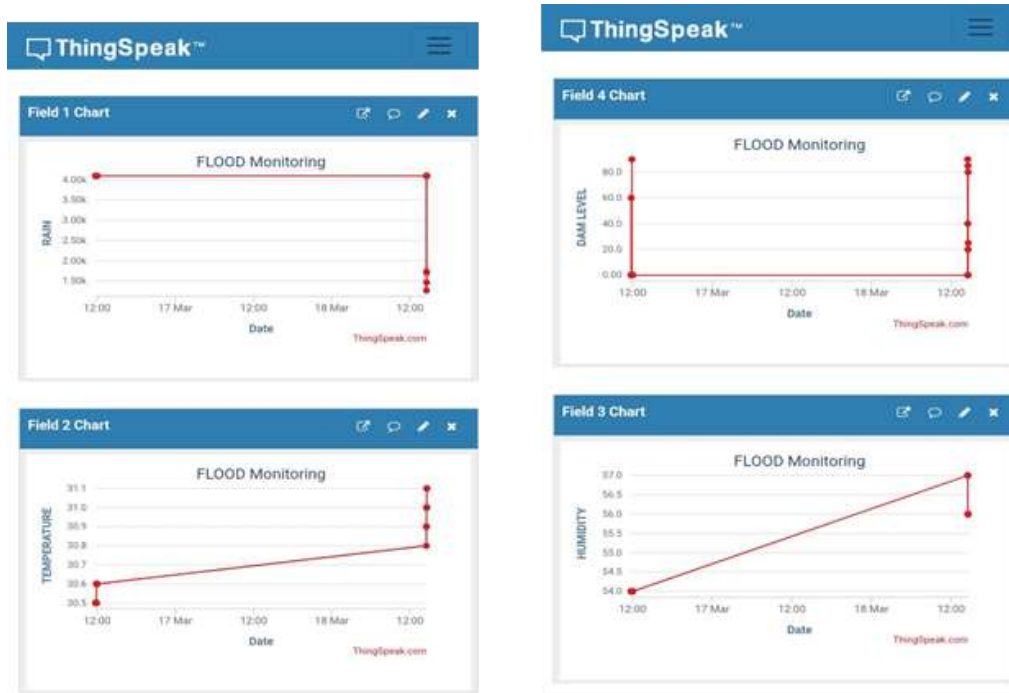 ThingSpeak™
Field 1 Chart
FLOOD Monitoring
RAIN
4.00k
3.50k
3.00k
2.50k
2.00k
1.50k
12:00 17 Mar 12:00 18 Mar 12:00
Date
ThingSpeak.com
Field 2 Chart
FLOOD Monitoring
TEMPERATURE
31.1
31.0
30.9
30.8
30.7
30.6
30.5
12:00 17 Mar 12:00 18 Mar 12:00
Date
ThingSpeak.com
ThingSpeak™
Field 4 Chart
FLOOD Monitoring
DAM LEVEL
80.0
60.0
40.0
20.0
0.00
12:00 17 Mar 12:00 18 Mar 12:00
Date
ThingSpeak.com
Field 3 Chart
FLOOD Monitoring
HUMIDITY
57.0
56.5
56.0
55.5
55.0
54.5
54.0
12:00 17 Mar 12:00 18 Mar 12:00
Date
ThingSpeak.com